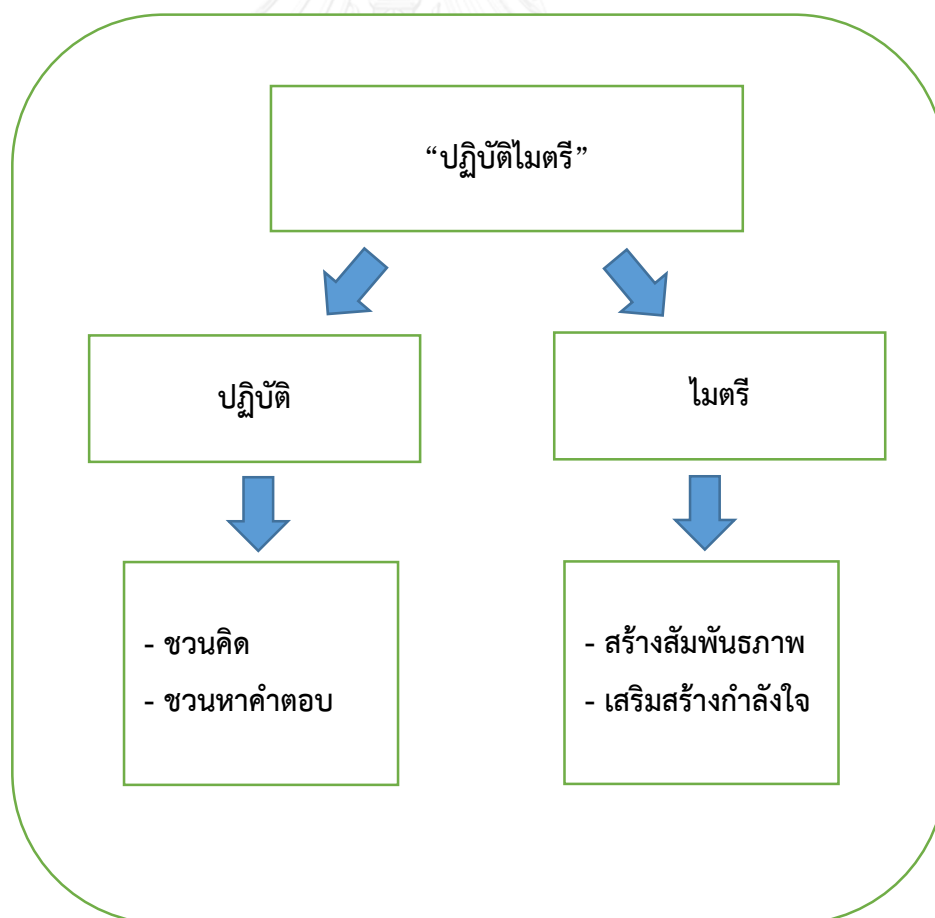 “ปฏิบัติไมตรี”
ปฏิบัติ
ไมตรี
- ชวนคิด
- ชวนหาคำตอบ
- สร้างสัมพันธภาพ
- เสริมสร้างกำลังใจ